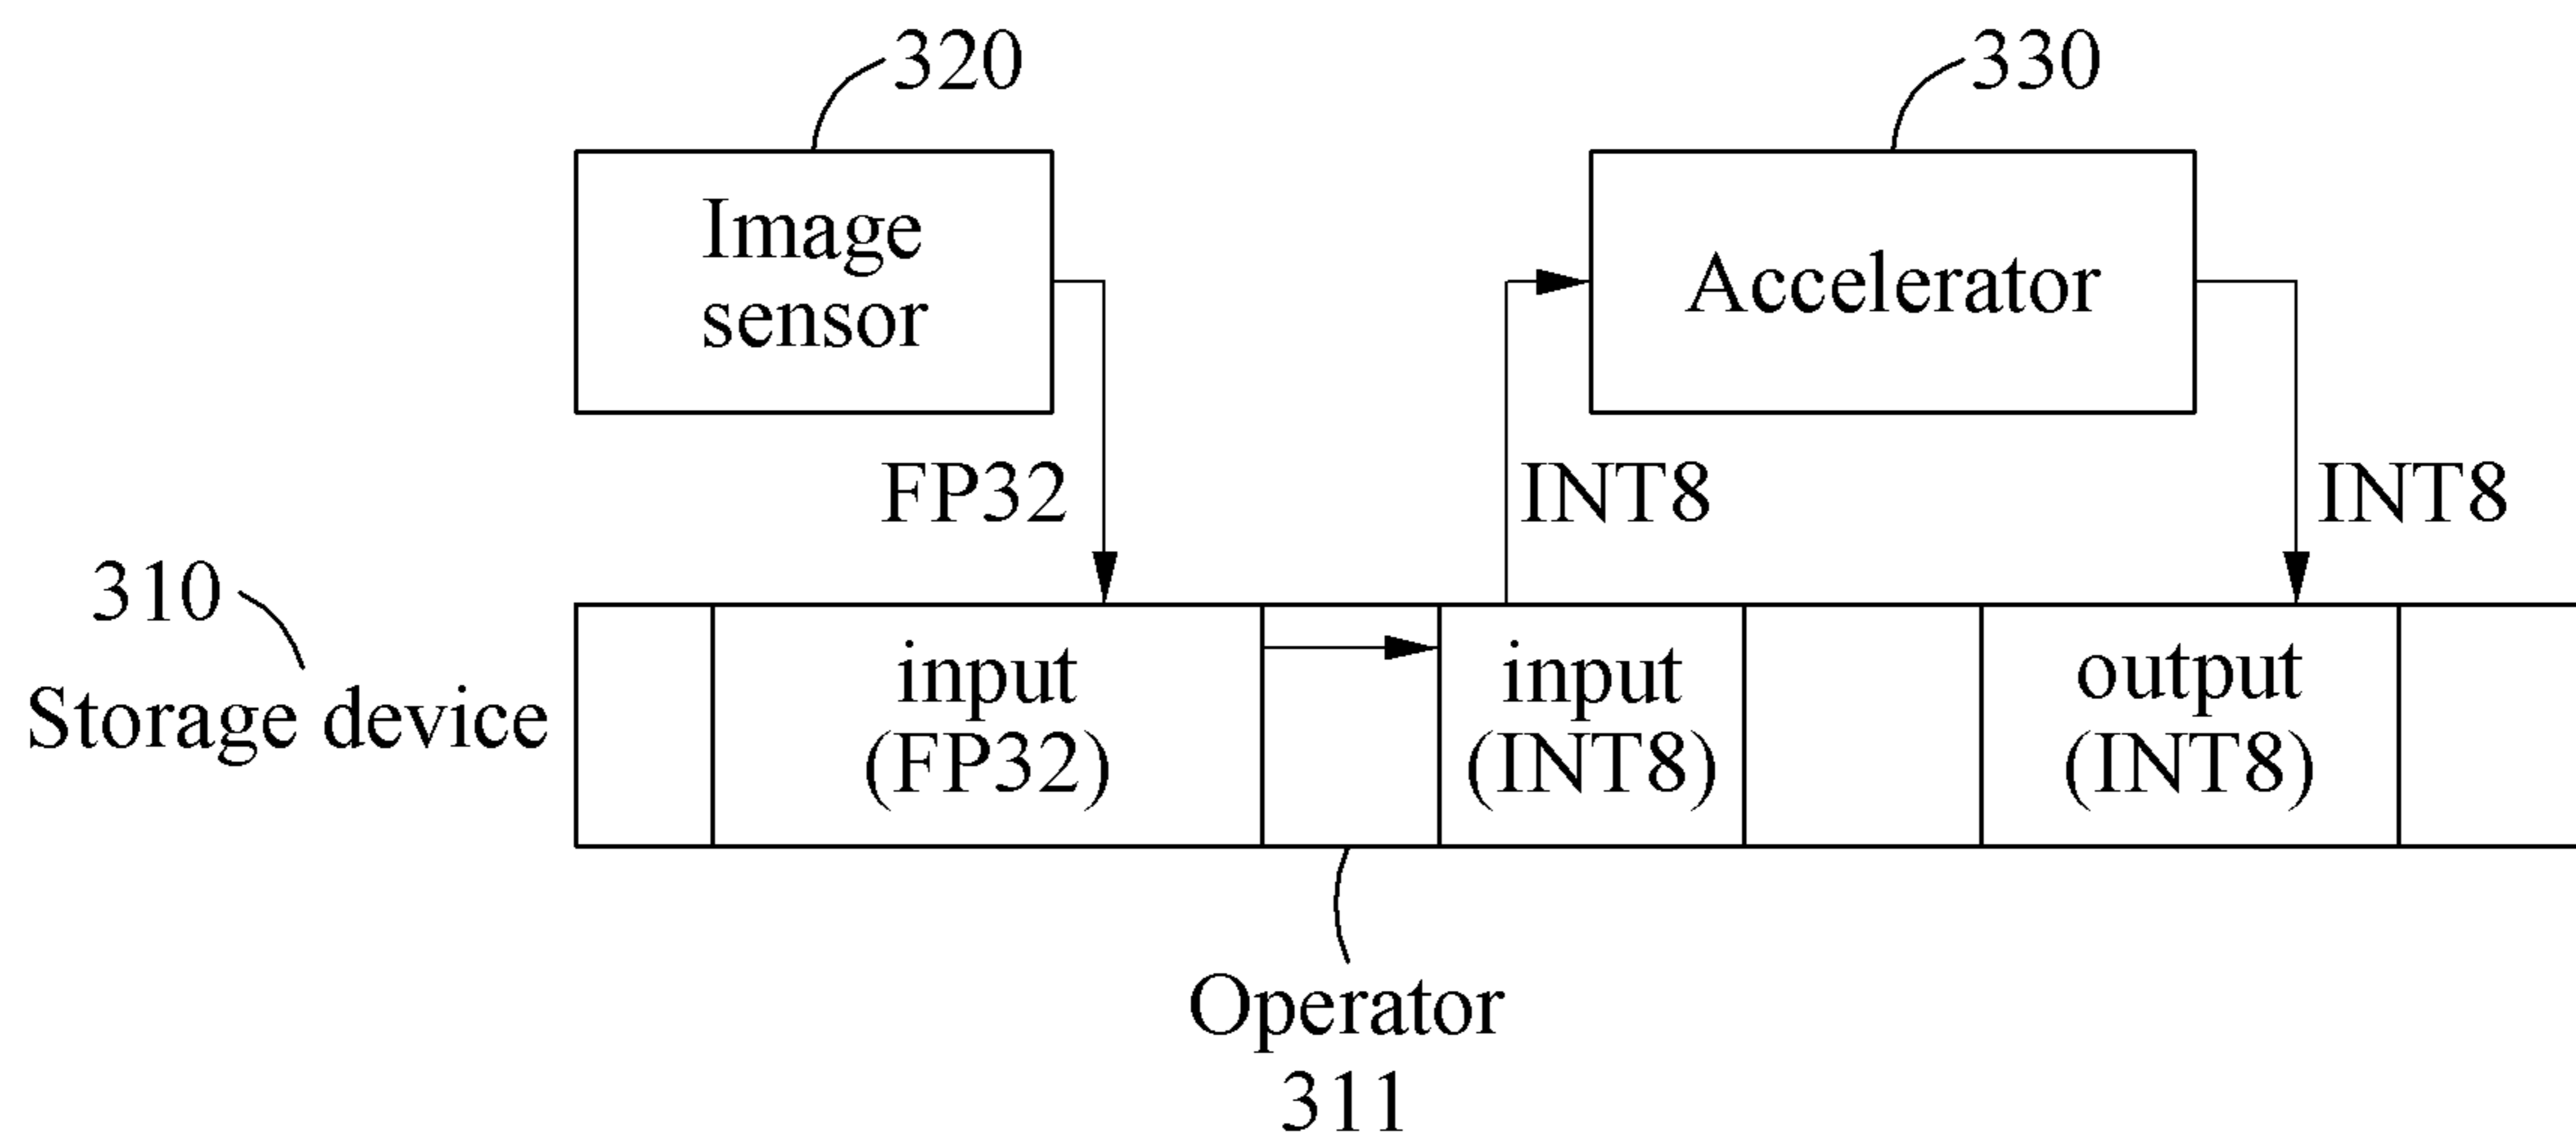 320
330
Image
sensor
Accelerator
FP32
INT8
INT8
310
Storage device
input
(FP32)
input
(INT8)
output
(INT8)
Operator
311